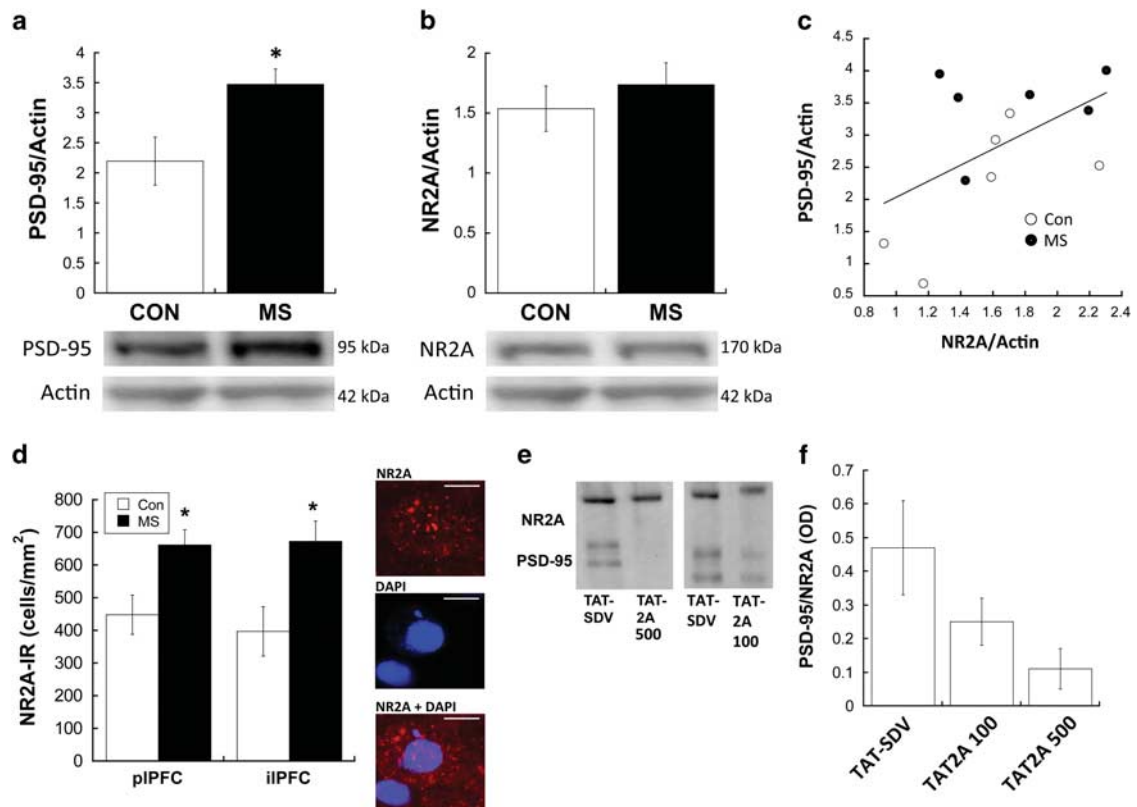 a
PSD-95/Actin
4
3.5
3
2.5
2
1.5
1
0.5
0
*
CON MS
PSD-95 95 kDa
Actin 42 kDa
b
NR2A/Actin
2
1.5
1
0.5
0
CON MS
NR2A 170 kDa
Actin 42 kDa
c
PSD-95/Actin
4
3.5
3
2.5
2
1.5
1
0.5
Con
MS
0.8 1 1.2 1.4 1.6 1.8 2 2.2 2.4
NR2A/Actin
d
NR2A-IR (cells/mm²)
800
700
600
500
400
300
200
100
0
Con
MS
* *
plPFC ilPFC
NR2A
DAPI
NR2A + DAPI
e
NR2A
PSD-95
TAT-SDV
TAT-2A 500
TAT-SDV
TAT-2A 100
f
PSD-95/NR2A (OD)
0.7
0.6
0.5
0.4
0.3
0.2
0.1
0
TAT-SDV TAT2A 100 TAT2A 500